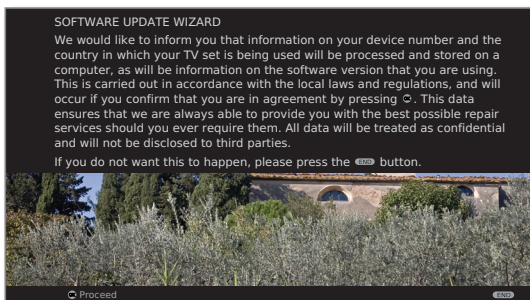 SOFTWARE UPDATE WIZARD
We would like to inform you that information on your device number and the
country in which your TV set is being used will be processed and stored on a
computer, as will be information on the software version that you are using.
This is carried out in accordance with the local laws and regulations, and will
occur if you confirm that you are in agreement by pressing OK. This data
ensures that we are always able to provide you with the best possible repair
services should you ever require them. All data will be treated as confidential
and will not be disclosed to third parties.
If you do not want this to happen, please press the END button.
OK Proceed
END